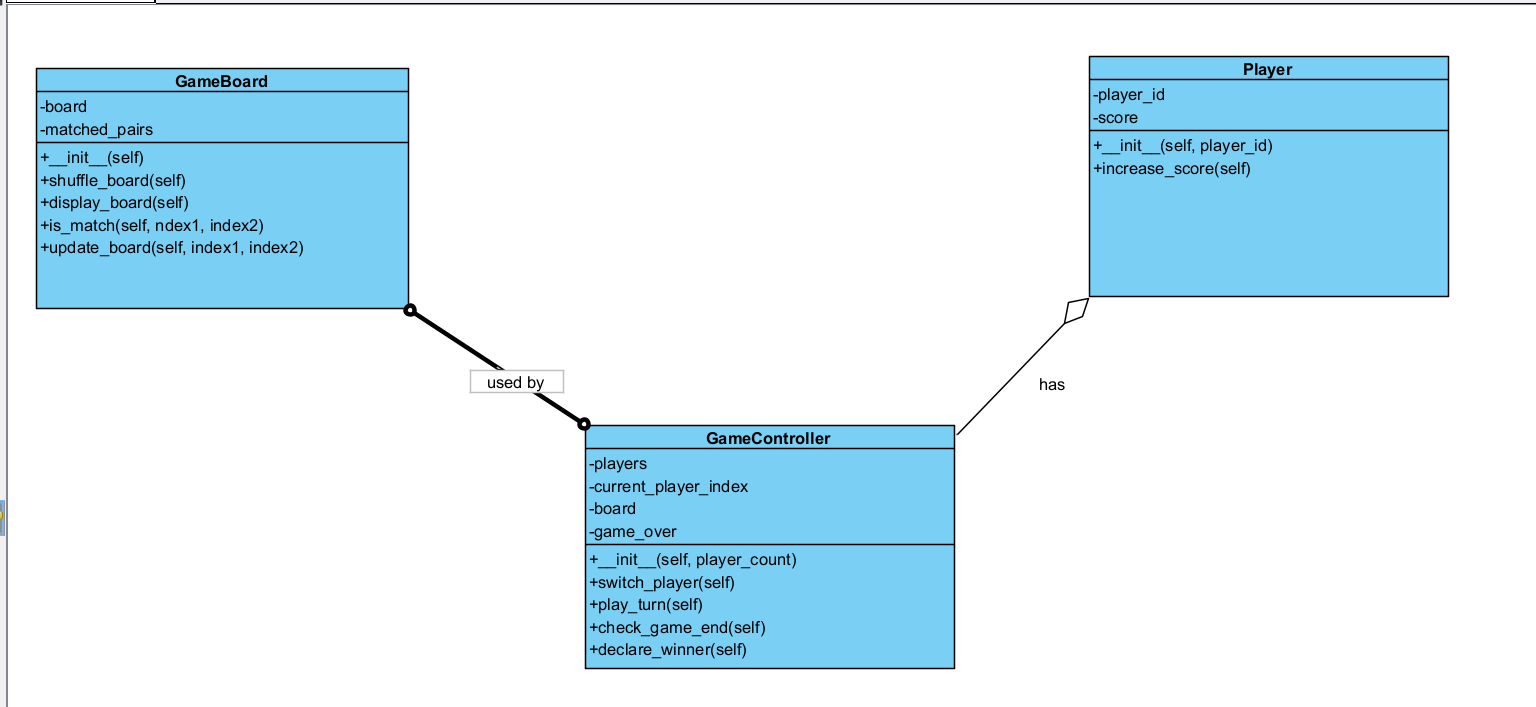 GameBoard
-board
-matched_pairs
+__init__(self)
+shuffle_board(self)
+display_board(self)
+is_match(self, ndex1, index2)
+update_board(self, index1, index2)
Player
-player_id
-score
+__init__(self, player_id)
+increase_score(self)
used by
has
GameController
-players
-current_player_index
-board
-game_over
+__init__(self, player_count)
+switch_player(self)
+play_turn(self)
+check_game_end(self)
+declare_winner(self)